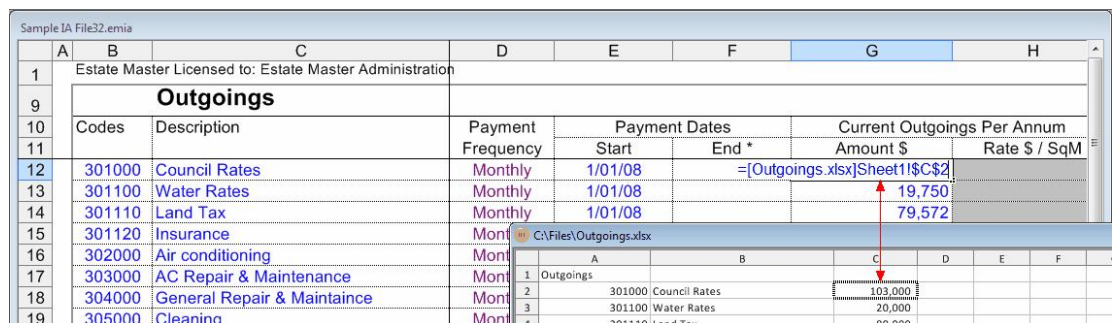 Sample IA File32.emia
A B C D E F G H
1 Estate Master Licensed to: Estate Master Administration
9 Outgoings
10 Codes Description Payment Payment Dates Current Outgoings Per Annum
11 Frequency Start End * Amount $ Rate $ / SqM
12 301000 Council Rates Monthly 1/01/08 =[Outgoings.xlsx]Sheet1!$C$2
13 301100 Water Rates Monthly 1/01/08 19,750
14 301110 Land Tax Monthly 1/01/08 79,572
15 301120 Insurance Mont
16 302000 Air conditioning Mont
17 303000 AC Repair & Maintenance Mont
18 304000 General Repair & Maintaince Mont
19 305000 Cleaning Mont
C:\Files\Outgoings.xlsx
A B C D E F
1 Outgoings
2 301000 Council Rates 103,000
3 301100 Water Rates 20,000
301110 Land Tax